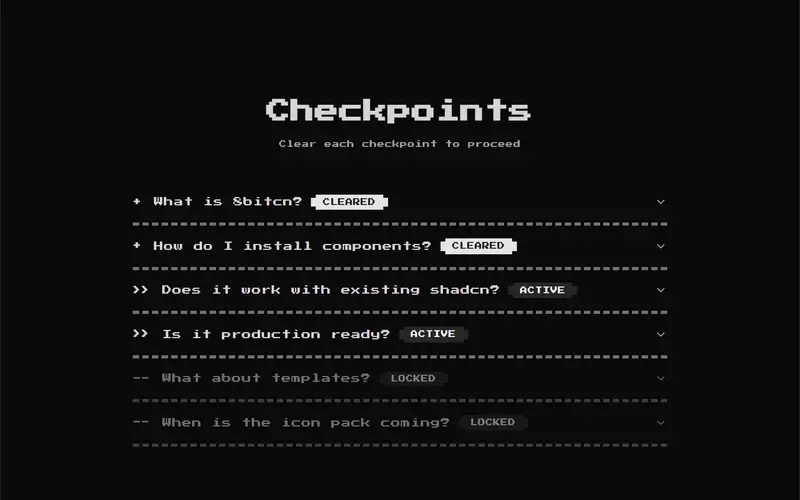 Checkpoints
Clear each checkpoint to proceed
+ What is 8bitcn? CLEARED
+ How do I install components? CLEARED
>> Does it work with existing shadcn? ACTIVE
>> Is it production ready? ACTIVE
-- What about templates? LOCKED
-- When is the icon pack coming? LOCKED